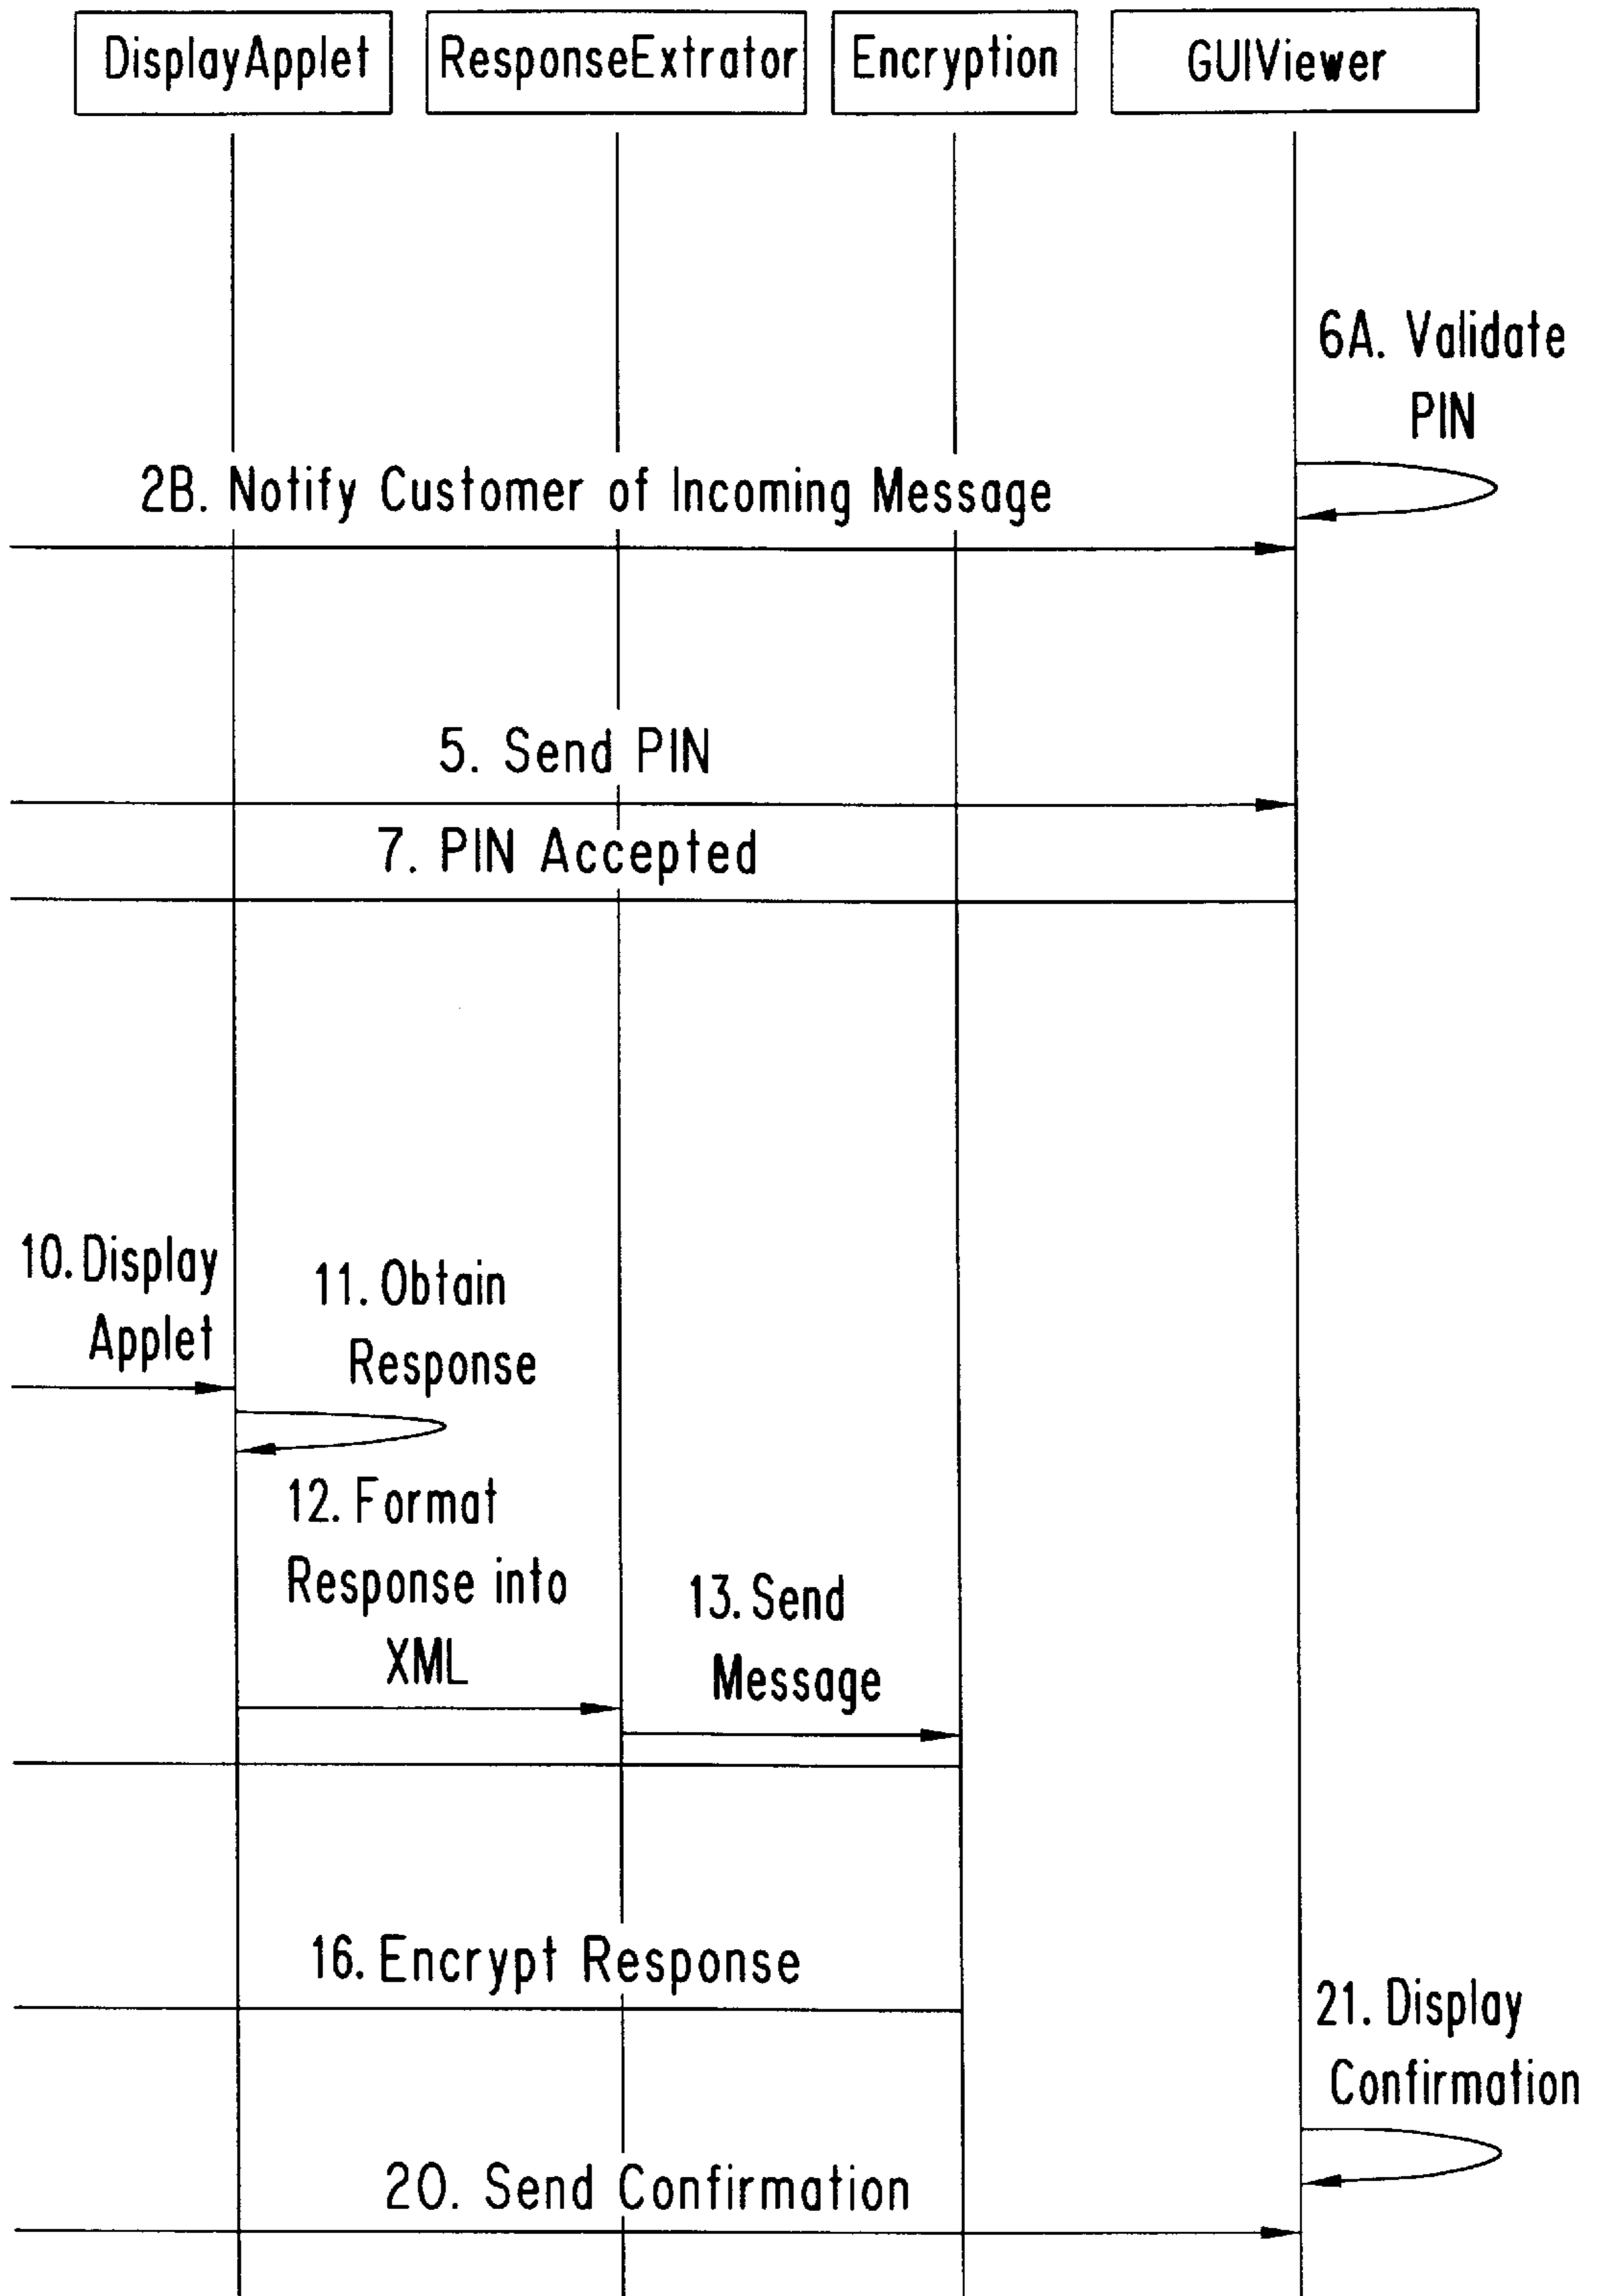 DisplayApplet
ResponseExtrator
Encryption
GUIViewer
6A. Validate
PIN
2B. Notify Customer of Incoming Message
5. Send PIN
7. PIN Accepted
10. Display
Applet
11. Obtain
Response
12. Format
Response into
XML
13. Send
Message
16. Encrypt Response
21. Display
Confirmation
20. Send Confirmation